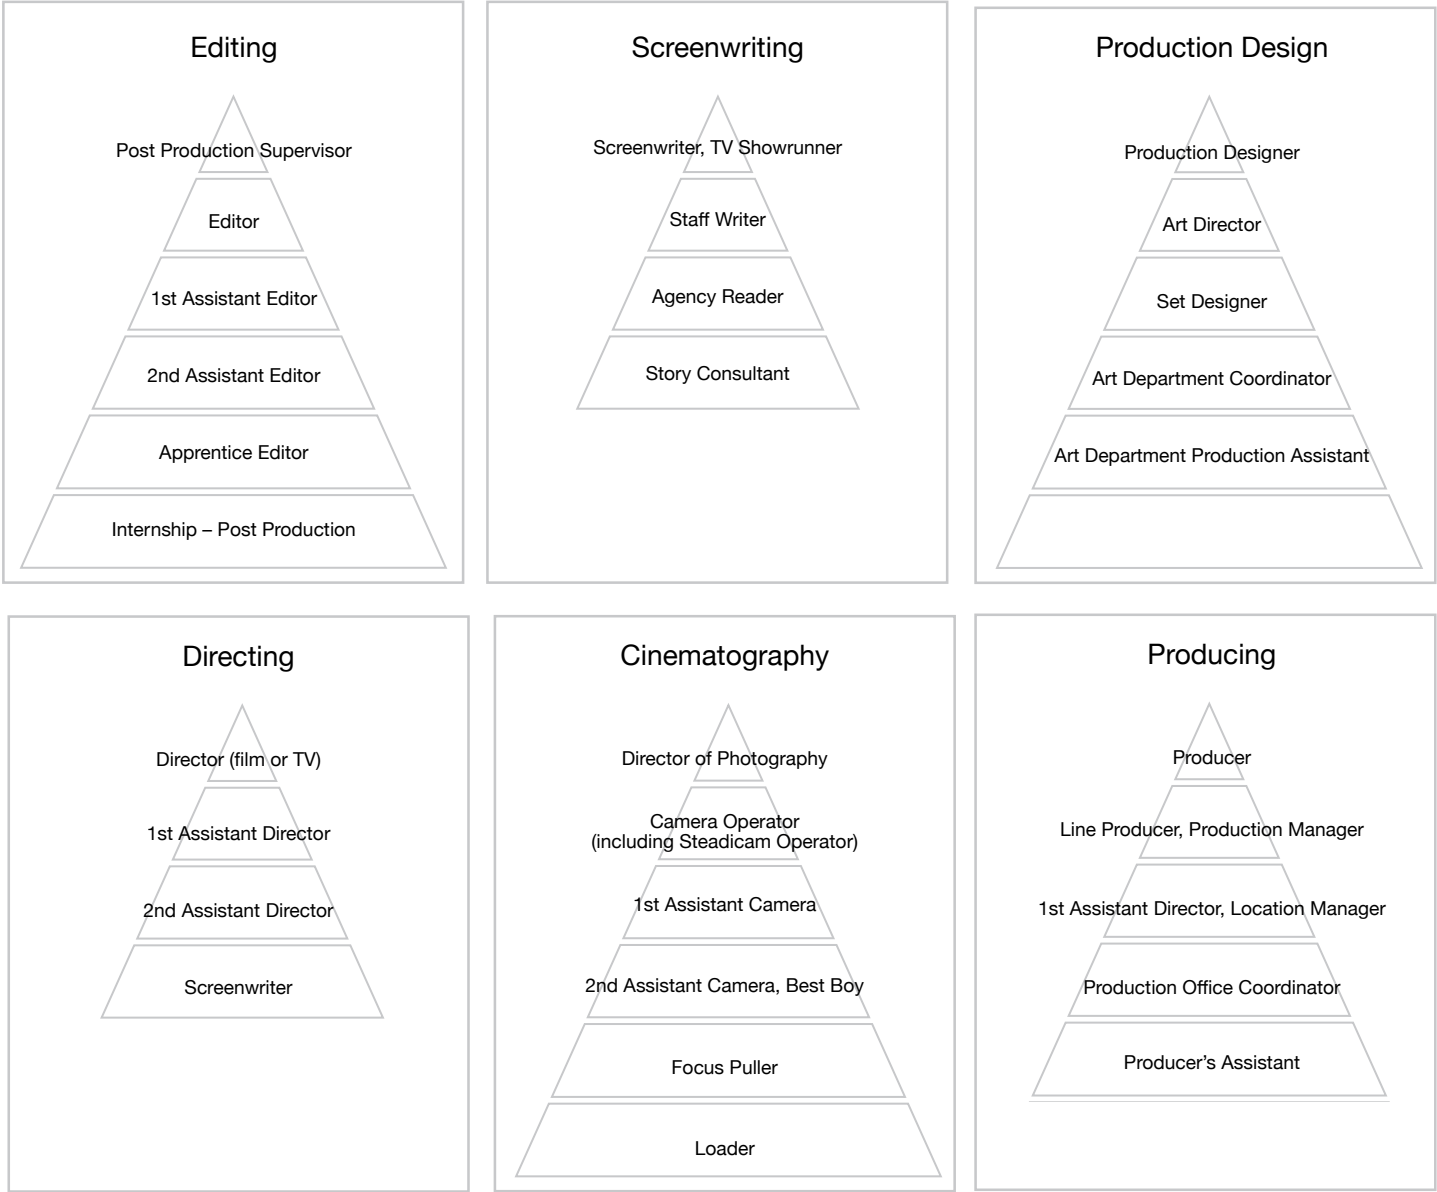 Editing
Post Production Supervisor
Editor
1st Assistant Editor
2nd Assistant Editor
Apprentice Editor
Internship – Post Production
Screenwriting
Screenwriter, TV Showrunner
Staff Writer
Agency Reader
Story Consultant
Production Design
Production Designer
Art Director
Set Designer
Art Department Coordinator
Art Department Production Assistant
Directing
Director (film or TV)
1st Assistant Director
2nd Assistant Director
Screenwriter
Cinematography
Director of Photography
Camera Operator
(including Steadicam Operator)
1st Assistant Camera
2nd Assistant Camera, Best Boy
Focus Puller
Loader
Producing
Producer
Line Producer, Production Manager
1st Assistant Director, Location Manager
Production Office Coordinator
Producer’s Assistant